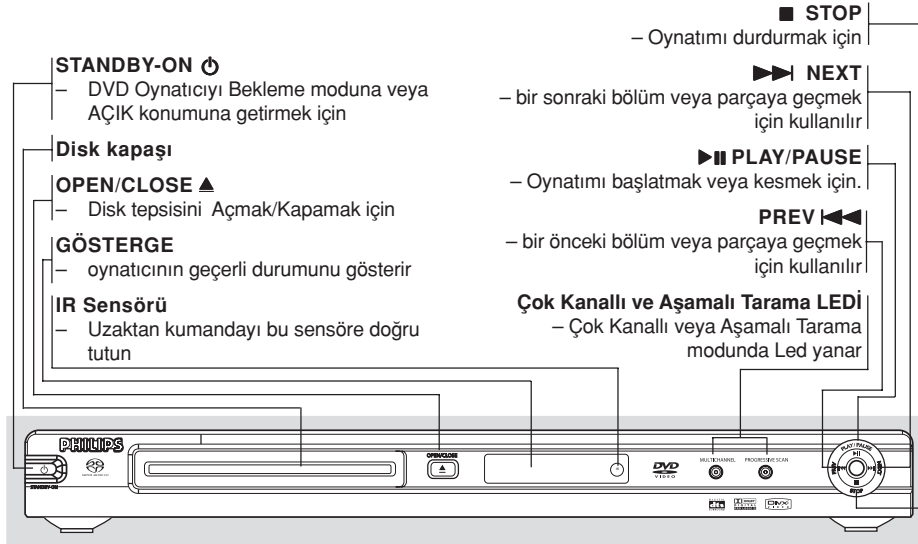 STANDBY-ON
– DVD Oynatıcıyı Bekleme moduna veya
AÇIK konumuna getirmek için
Disk kapaşı
OPEN/CLOSE
– Disk tepsisini Açmak/Kapamak için
GÖSTERGE
– oynatıcının geçerli durumunu gösterir
IR Sensörü
– Uzaktan kumandayı bu sensöre doğru
tutun
STOP
– Oynatımı durdurmak için
NEXT
– bir sonraki bölüm veya parçaya geçmek
için kullanılır
PLAY/PAUSE
– Oynatımı başlatmak veya kesmek için.
PREV
– bir önceki bölüm veya parçaya geçmek
için kullanılır
Çok Kanallı ve Aşamalı Tarama LEDİ
– Çok Kanallı veya Aşamalı Tarama
modunda Led yanar
PHILIPS
STANDBY-ON
OPEN/CLOSE
DVD
VIDEO
MULTICHANNEL
PROGRESSIVE SCAN
PLAY/PAUSE
PREV
NEXT
STOP
DIVX